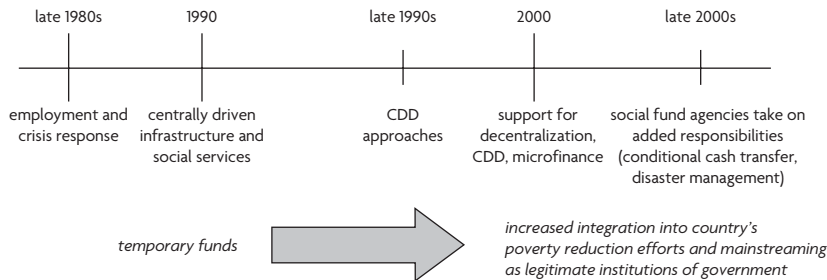 late 1980s
1990
late 1990s
2000
late 2000s
employment and
crisis response
centrally driven
infrastructure and
social services
CDD
approaches
support for
decentralization,
CDD, microfinance
social fund agencies take on
added responsibilities
(conditional cash transfer,
disaster management)
temporary funds
increased integration into country's
poverty reduction efforts and mainstreaming
as legitimate institutions of government